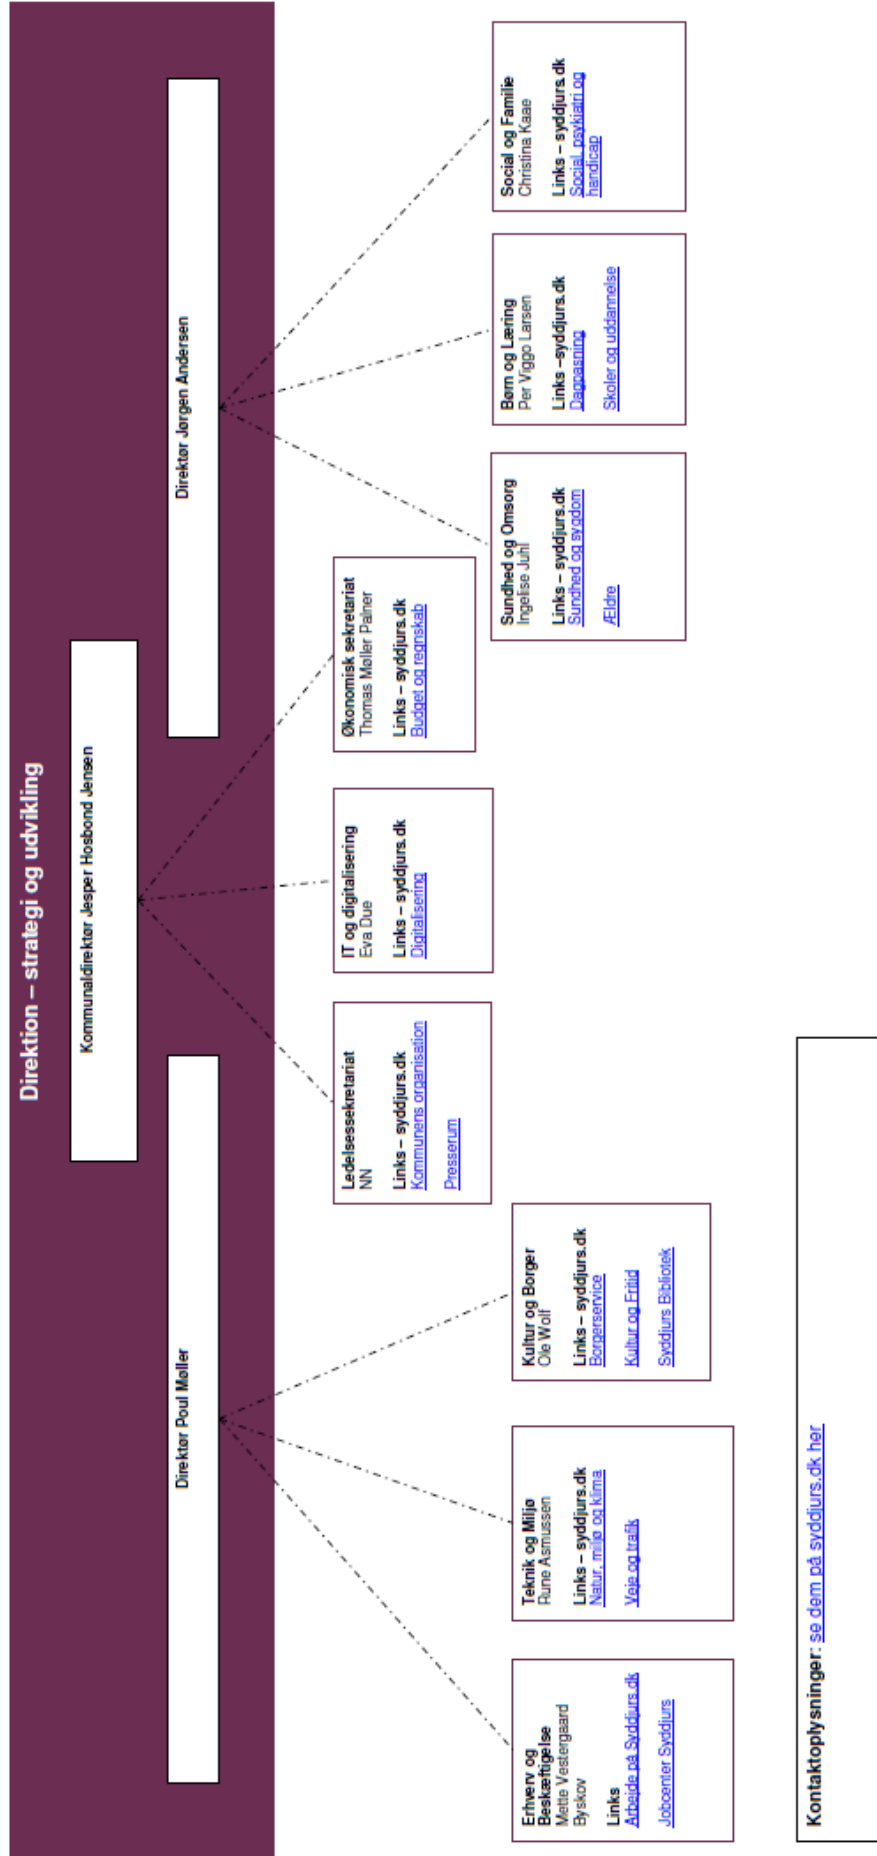 Direktion – strategi og udvikling
Kommunaldirektør Jesper Hosbond Jensen
Direktør Poul Møller
Direktør Jørgen Andersen
Ledelsessekretariat
NN
Links – syddjurs.dk
Kommunens organisation
Presserum
IT og digitalisering
Eva Due
Links – syddjurs.dk
Digitalisering
Økonomisk sekretariat
Thomas Møller Palner
Links – syddjurs.dk
Budget og regnskab
Erhverv og
Beskæftigelse
Mette Vestergaard
Byskov
Links
Arbejde på Syddjurs.dk
Jobcenter Syddjurs
Teknik og Miljø
Rune Asmussen
Links – syddjurs.dk
Natur, miljø og klima
Veje og trafik
Kultur og Borger
Ole Wolf
Links – syddjurs.dk
Borgerservice
Kultur og Fritid
Syddjurs Bibliotek
Sundhed og Omsorg
Ingelise Juhl
Links – syddjurs.dk
Sundhed og sygdom
Ældre
Børn og Læring
Per Viggo Larsen
Links –syddjurs.dk
Dagpasning
Skoler og uddannelse
Social og Familie
Christina Kaae
Links – syddjurs.dk
Social, psykiatri og
handicap
Kontaktoplysninger: se dem på syddjurs.dk her